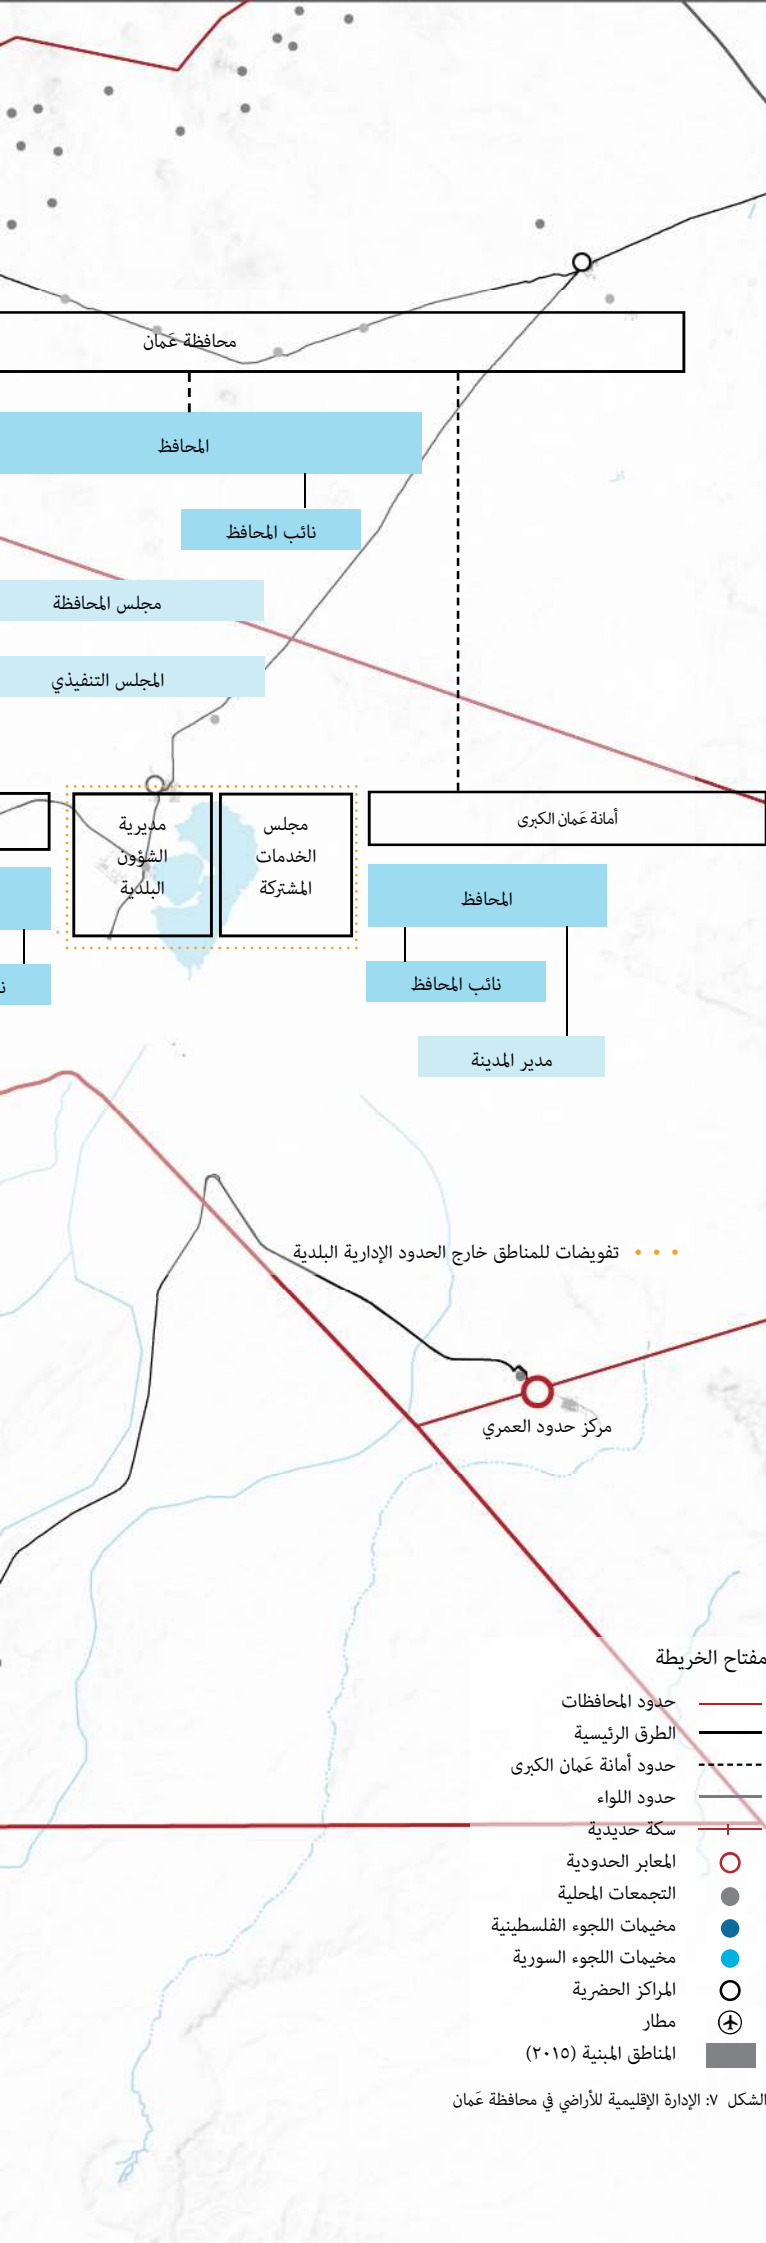 محافظة عَمان
المحافظ
نائب المحافظ
مجلس المحافظة
المجلس التنفيذي
أمانة عَمان الكبرى
مجلس
الخدمات
المشتركة
مديرية
الشؤون
البلدية
المحافظ
نائب المحافظ
مدير المدينة
تفويضات للمناطق خارج الحدود الإدارية البلدية
مركز حدود العمري
مفتاح الخريطة
حدود المحافظات
الطرق الرئيسية
حدود أمانة عَمان الكبرى
حدود اللواء
سكة حديدية
المعابر الحدودية
التجمعات المحلية
مخيمات اللجوء الفلسطينية
مخيمات اللجوء السورية
المراكز الحضرية
مطار
المناطق المبنية (٢٠١٥)
الشكل ٧: الإدارة الإقليمية للأراضي في محافظة عَمان